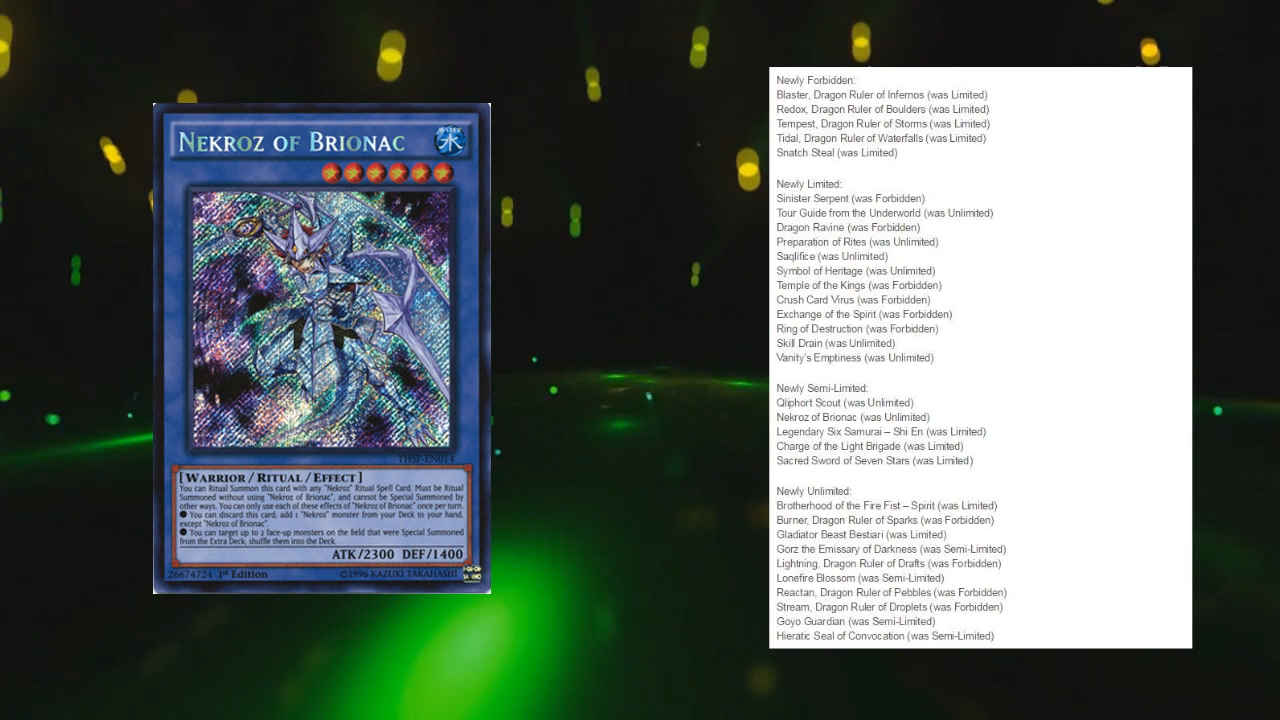 NEKROZ OF BRIONAC
WATER
水
[WARRIOR / RITUAL / EFFECT]
You can Ritual Summon this card with any "Nekroz" Ritual Spell Card. Must be Ritual
Summoned without using "Nekroz of Brionac", and cannot be Special Summoned by
other ways. You can only use each of these effects of "Nekroz of Brionac" once per turn.
● You can discard this card; add 1 "Nekroz" monster from your Deck to your hand,
except "Nekroz of Brionac".
● You can target up to 2 face-up monsters on the field that were Special Summoned
from the Extra Deck; shuffle them into the Deck.
ATK/2300 DEF/1400
26674724 1st Edition ©1996 KAZUKI TAKAHASHI
Newly Forbidden:
Blaster, Dragon Ruler of Infernos (was Limited)
Redox, Dragon Ruler of Boulders (was Limited)
Tempest, Dragon Ruler of Storms (was Limited)
Tidal, Dragon Ruler of Waterfalls (was Limited)
Snatch Steal (was Limited)
Newly Limited:
Sinister Serpent (was Forbidden)
Tour Guide from the Underworld (was Unlimited)
Dragon Ravine (was Forbidden)
Preparation of Rites (was Unlimited)
Saqlifice (was Unlimited)
Symbol of Heritage (was Unlimited)
Temple of the Kings (was Forbidden)
Crush Card Virus (was Forbidden)
Exchange of the Spirit (was Forbidden)
Ring of Destruction (was Forbidden)
Skill Drain (was Unlimited)
Vanity's Emptiness (was Unlimited)
Newly Semi-Limited:
Qliphort Scout (was Unlimited)
Nekroz of Brionac (was Unlimited)
Legendary Six Samurai – Shi En (was Limited)
Charge of the Light Brigade (was Limited)
Sacred Sword of Seven Stars (was Limited)
Newly Unlimited:
Brotherhood of the Fire Fist – Spirit (was Limited)
Burner, Dragon Ruler of Sparks (was Forbidden)
Gladiator Beast Bestiari (was Limited)
Gorz the Emissary of Darkness (was Semi-Limited)
Lightning, Dragon Ruler of Drafts (was Forbidden)
Lonefire Blossom (was Semi-Limited)
Reactan, Dragon Ruler of Pebbles (was Forbidden)
Stream, Dragon Ruler of Droplets (was Forbidden)
Goyo Guardian (was Semi-Limited)
Hieratic Seal of Convocation (was Semi-Limited)